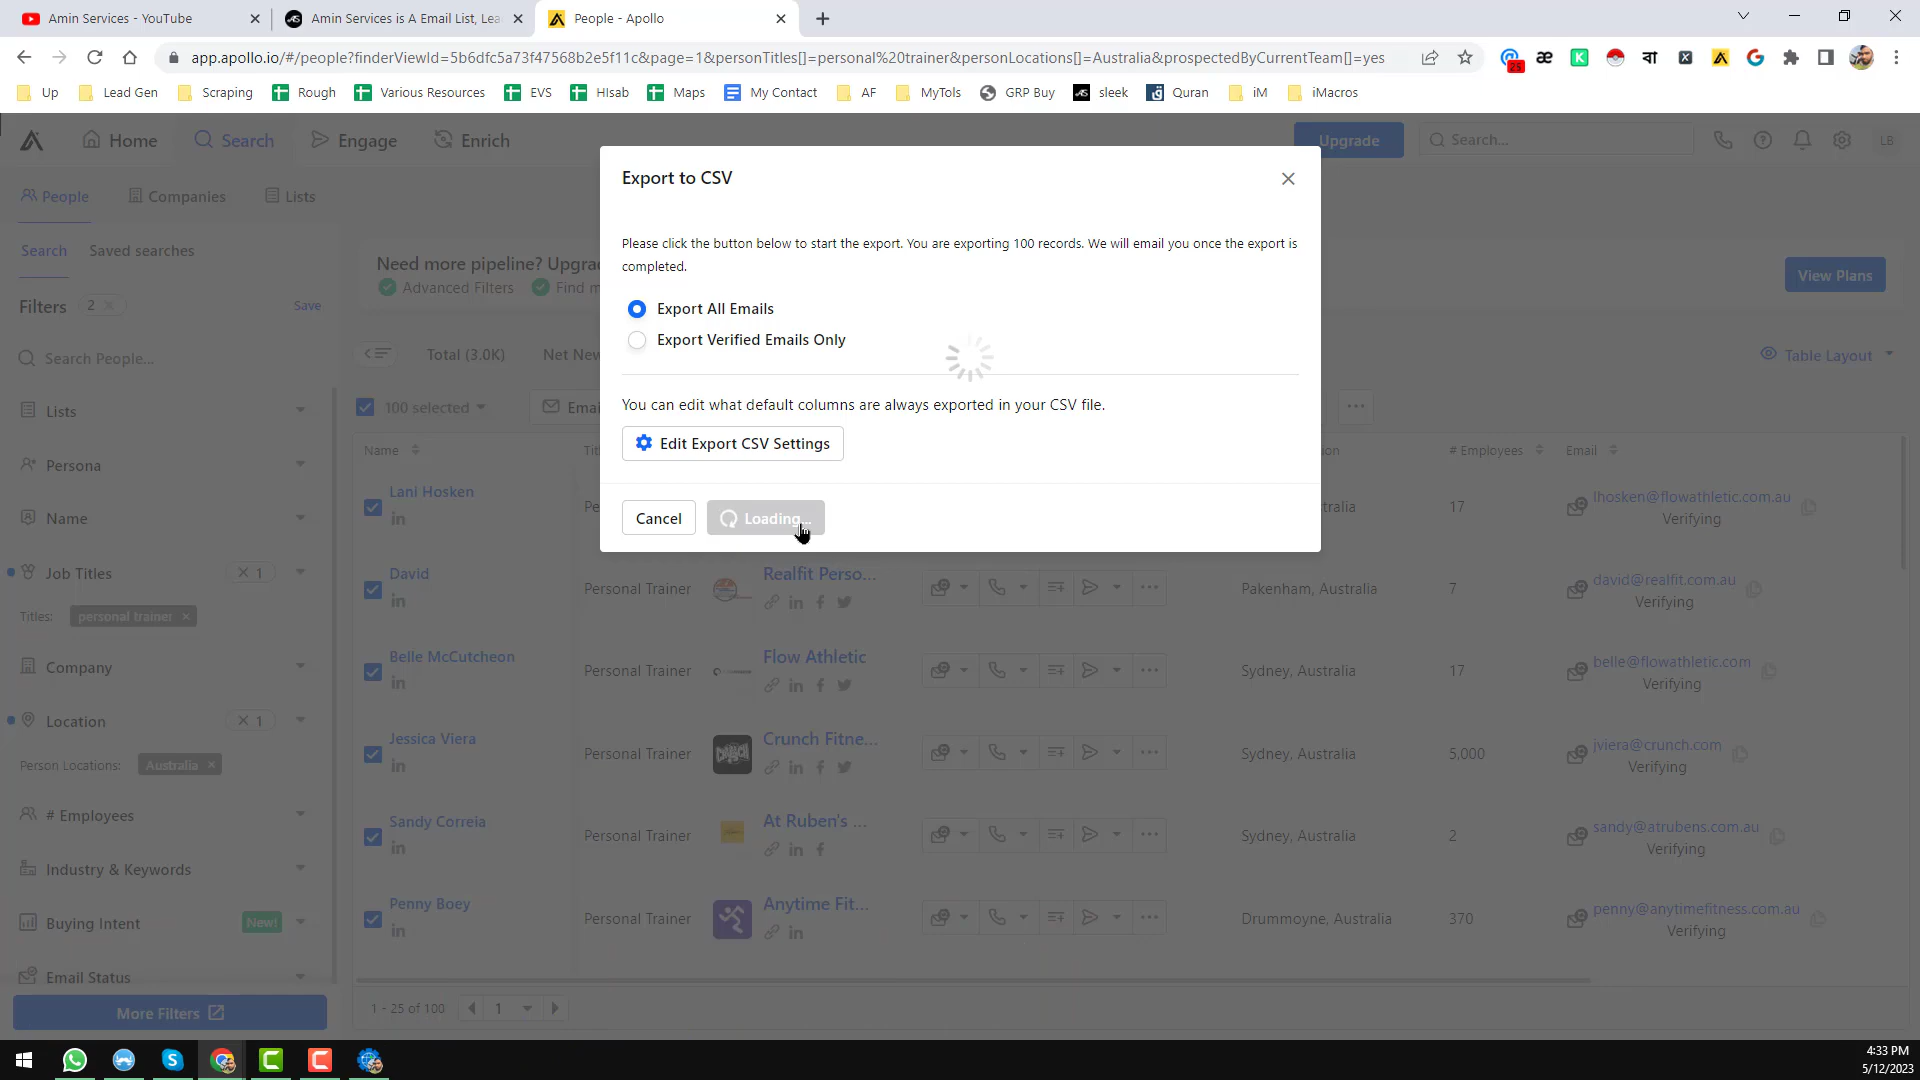 Amin Services - YouTube
Amin Services is A Email List, Lea
People - Apollo
app.apollo.io/#/people?finderViewId=5b6dfc5a73f47568b2e5f11c&page=1&personTitles[]=personal%20trainer&personLocations[]=Australia&prospectedByCurrentTeam[]=yes
25
Up
Lead Gen
Scraping
Rough
Various Resources
EVS
HIsab
Maps
My Contact
AF
MyTols
GRP Buy
sleek
Quran
iM
iMacros
Home
Search
Engage
Enrich
Upgrade
Search...
LB
People
Companies
Lists
Search
Saved searches
Need more pipeline? Upgra
Advanced Filters
Find m
View Plans
Filters
2
Save
Search People...
Total (3.0K)
Net New
Table Layout
100 selected
Emai
Export to CSV
Please click the button below to start the export. You are exporting 100 records. We will email you once the export is
completed.
Export All Emails
Export Verified Emails Only
You can edit what default columns are always exported in your CSV file.
Edit Export CSV Settings
Cancel
Loading...
Lists
Persona
Name
Job Titles
1
Titles:
personal trainer
Company
Location
1
Person Locations:
Australia
# Employees
Industry & Keywords
Buying Intent
New!
Email Status
More Filters
Name
# Employees
Email
Lani Hosken
17
lhosken@flowathletic.com.au
Verifying
David
Personal Trainer
Realfit Perso...
Pakenham, Australia
7
david@realfit.com.au
Verifying
Belle McCutcheon
Personal Trainer
Flow Athletic
Sydney, Australia
17
belle@flowathletic.com
Verifying
Jessica Viera
Personal Trainer
CRUNCH
Crunch Fitne...
Sydney, Australia
5,000
jviera@crunch.com
Verifying
Sandy Correia
Personal Trainer
At Ruben's ...
Sydney, Australia
2
sandy@atrubens.com.au
Verifying
Penny Boey
Personal Trainer
Anytime Fit...
Drummoyne, Australia
370
penny@anytimefitness.com.au
Verifying
1 - 25 of 100
1
4:33 PM
5/12/2023